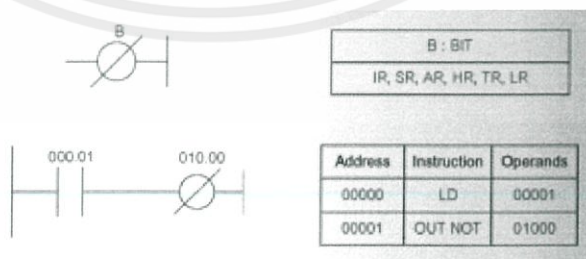 B
B : BIT
IR, SR, AR, HR, TR, LR
000.01 010.00
Address Instruction Operands
00000 LD 00001
00001 OUT NOT 01000